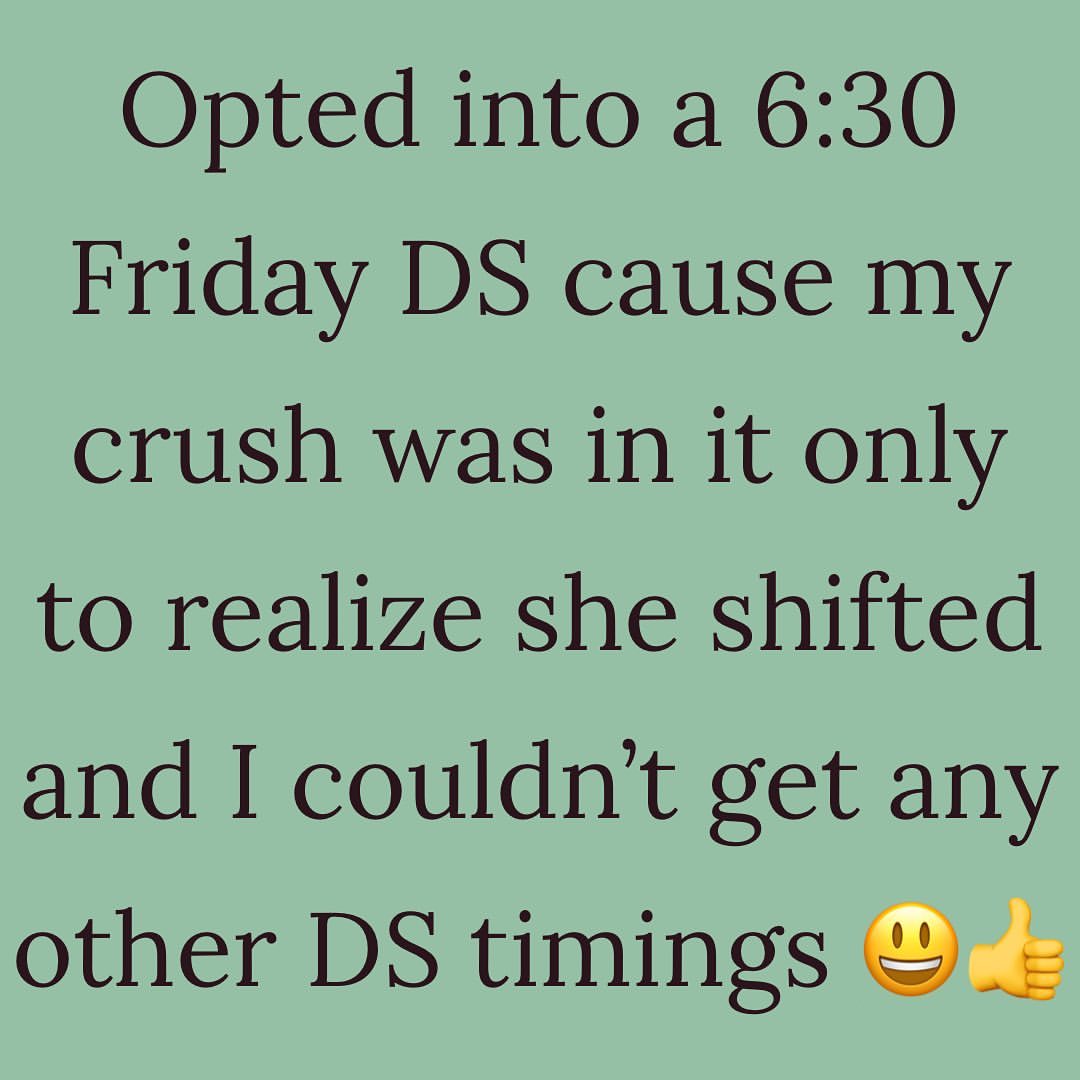 Opted into a 6:30
Friday DS cause my
crush was in it only
to realize she shifted
and I couldn’t get any
other DS timings 😃👍